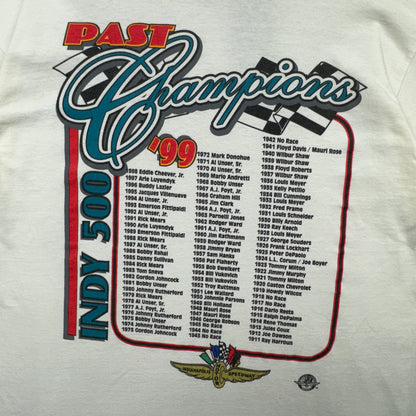 PAST
Champions
'99
INDY 500
1998 Eddie Cheever, Jr.
1997 Arie Luyendyk
1996 Buddy Lazier
1995 Jacques Villeneuve
1994 Al Unser, Jr.
1993 Emerson Fittipaldi
1992 Al Unser, Jr.
1991 Rick Mears
1990 Arie Luyendyk
1989 Emerson Fittipaldi
1988 Rick Mears
1987 Al Unser, Sr.
1986 Bobby Rahal
1985 Danny Sullivan
1984 Rick Mears
1983 Tom Sneva
1982 Gordon Johncock
1981 Bobby Unser
1980 Johnny Rutherford
1979 Rick Mears
1978 Al Unser, Sr.
1977 A.J. Foyt, Jr.
1976 Johnny Rutherford
1975 Bobby Unser
1974 Johnny Rutherford
1973 Gordon Johncock
1972 Mark Donohue
1971 Al Unser, Sr.
1970 Al Unser, Sr.
1969 Mario Andretti
1968 Bobby Unser
1967 A.J. Foyt, Jr.
1966 Graham Hill
1965 Jim Clark
1964 A.J. Foyt, Jr.
1963 Parnelli Jones
1962 Rodger Ward
1961 A.J. Foyt, Jr.
1960 Jim Rathmann
1959 Rodger Ward
1958 Jimmy Bryan
1957 Sam Hanks
1956 Pat Flaherty
1955 Bob Sweikert
1954 Bill Vukovich
1953 Bill Vukovich
1952 Troy Ruttman
1951 Lee Wallard
1950 Johnnie Parsons
1949 Bill Holland
1948 Mauri Rose
1947 Mauri Rose
1946 George Robson
1945 No Race
1944 No Race
1943 No Race
1942 No Race
1941 Floyd Davis / Mauri Rose
1940 Wilbur Shaw
1939 Wilbur Shaw
1938 Floyd Roberts
1937 Wilbur Shaw
1936 Louis Meyer
1935 Kelly Petillo
1934 Bill Cummings
1933 Louis Meyer
1932 Fred Frame
1931 Louis Schneider
1930 Billy Arnold
1929 Ray Keech
1928 Louis Meyer
1927 George Souders
1926 Frank Lockhart
1925 Peter DePaolo
1924 L.L. Corum / Joe Boyer
1923 Tommy Milton
1922 Jimmy Murphy
1921 Tommy Milton
1920 Gaston Chevrolet
1919 Howdy Wilcox
1918 No Race
1917 No Race
1916 Dario Resta
1915 Ralph DePalma
1914 Rene Thomas
1913 Jules Goux
1912 Joe Dawson
1911 Ray Harroun
INDIANAPOLIS
SPEEDWAY